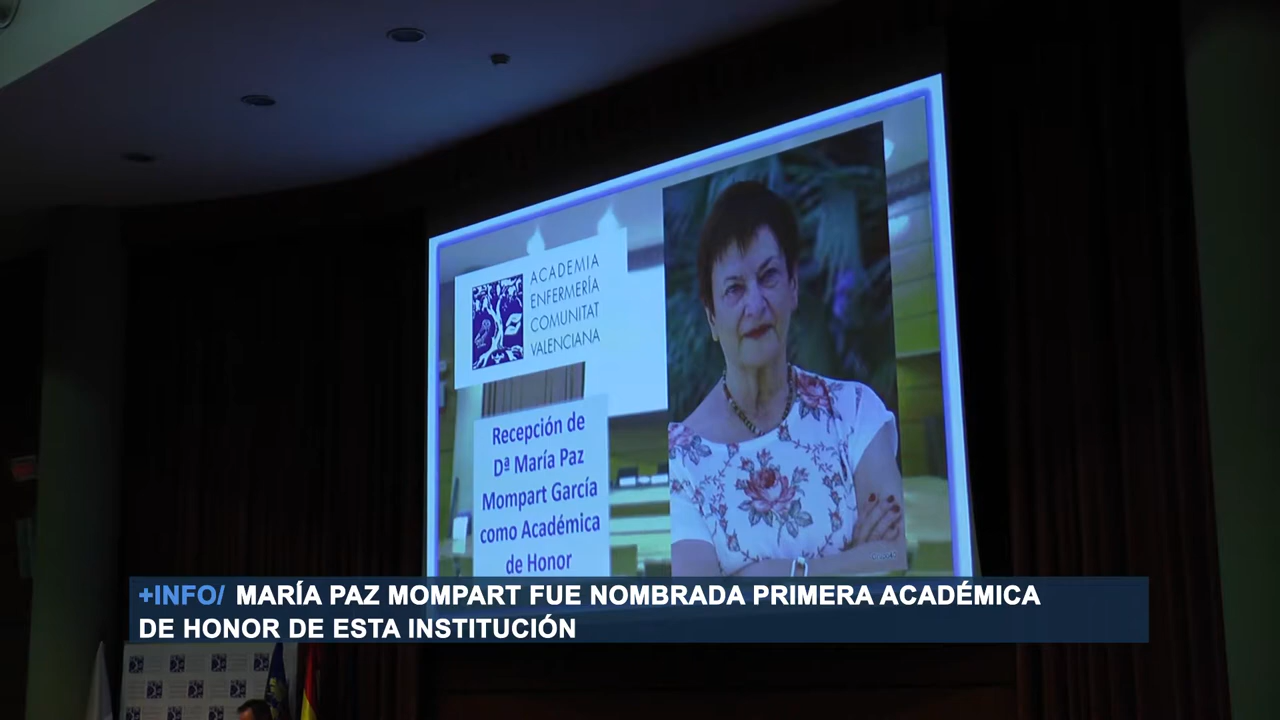 ACADEMIA
ENFERMERÍA
COMUNITAT
VALENCIANA
Recepción de
Dª María Paz
Mompart García
como Académica
de Honor
+INFO/ MARÍA PAZ MOMPART FUE NOMBRADA PRIMERA ACADÉMICA
DE HONOR DE ESTA INSTITUCIÓN